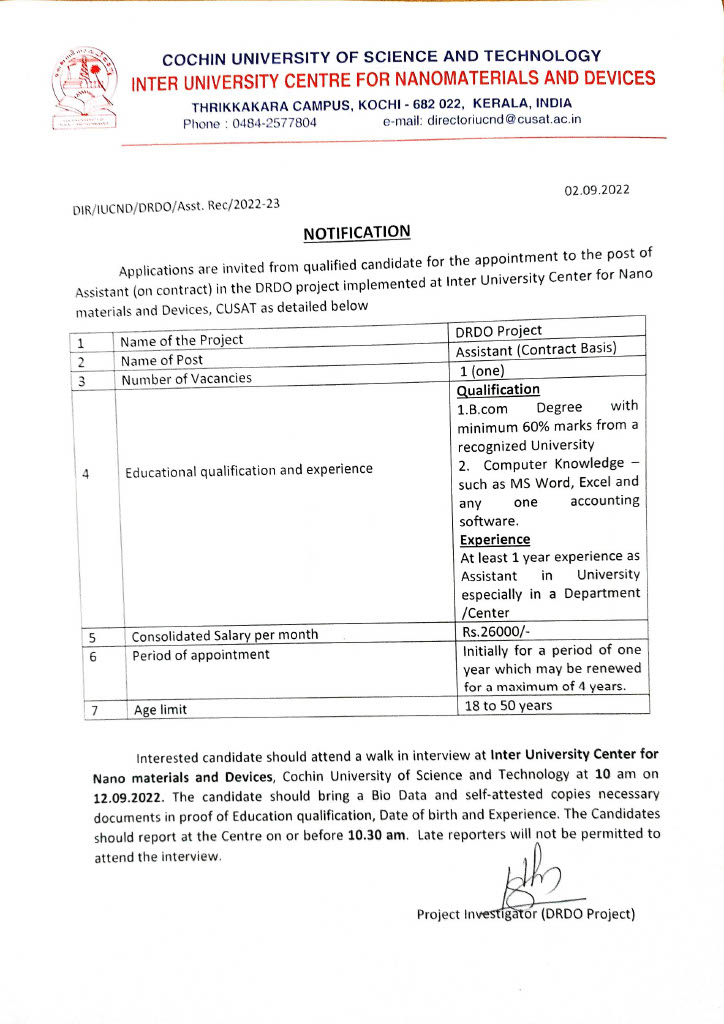 COCHIN UNIVERSITY OF SCIENCE AND TECHNOLOGY
INTER UNIVERSITY CENTRE FOR NANOMATERIALS AND DEVICES
THRIKKAKARA CAMPUS, KOCHI - 682 022, KERALA, INDIA
Phone : 0484-2577804 e-mail: directoriucnd@cusat.ac.in
DIR/IUCND/DRDO/Asst. Rec/2022-23
02.09.2022
NOTIFICATION
Applications are invited from qualified candidate for the appointment to the post of
Assistant (on contract) in the DRDO project implemented at Inter University Center for Nano
materials and Devices, CUSAT as detailed below
1 Name of the Project DRDO Project
2 Name of Post Assistant (Contract Basis)
3 Number of Vacancies 1 (one)
4 Educational qualification and experience
Qualification
1.B.com Degree with
minimum 60% marks from a
recognized University
2. Computer Knowledge –
such as MS Word, Excel and
any one accounting
software.
Experience
At least 1 year experience as
Assistant in University
especially in a Department
/Center
5 Consolidated Salary per month Rs.26000/-
6 Period of appointment Initially for a period of one
year which may be renewed
for a maximum of 4 years.
7 Age limit 18 to 50 years
Interested candidate should attend a walk in interview at Inter University Center for
Nano materials and Devices, Cochin University of Science and Technology at 10 am on
12.09.2022. The candidate should bring a Bio Data and self-attested copies necessary
documents in proof of Education qualification, Date of birth and Experience. The Candidates
should report at the Centre on or before 10.30 am. Late reporters will not be permitted to
attend the interview.
Project Investigator (DRDO Project)